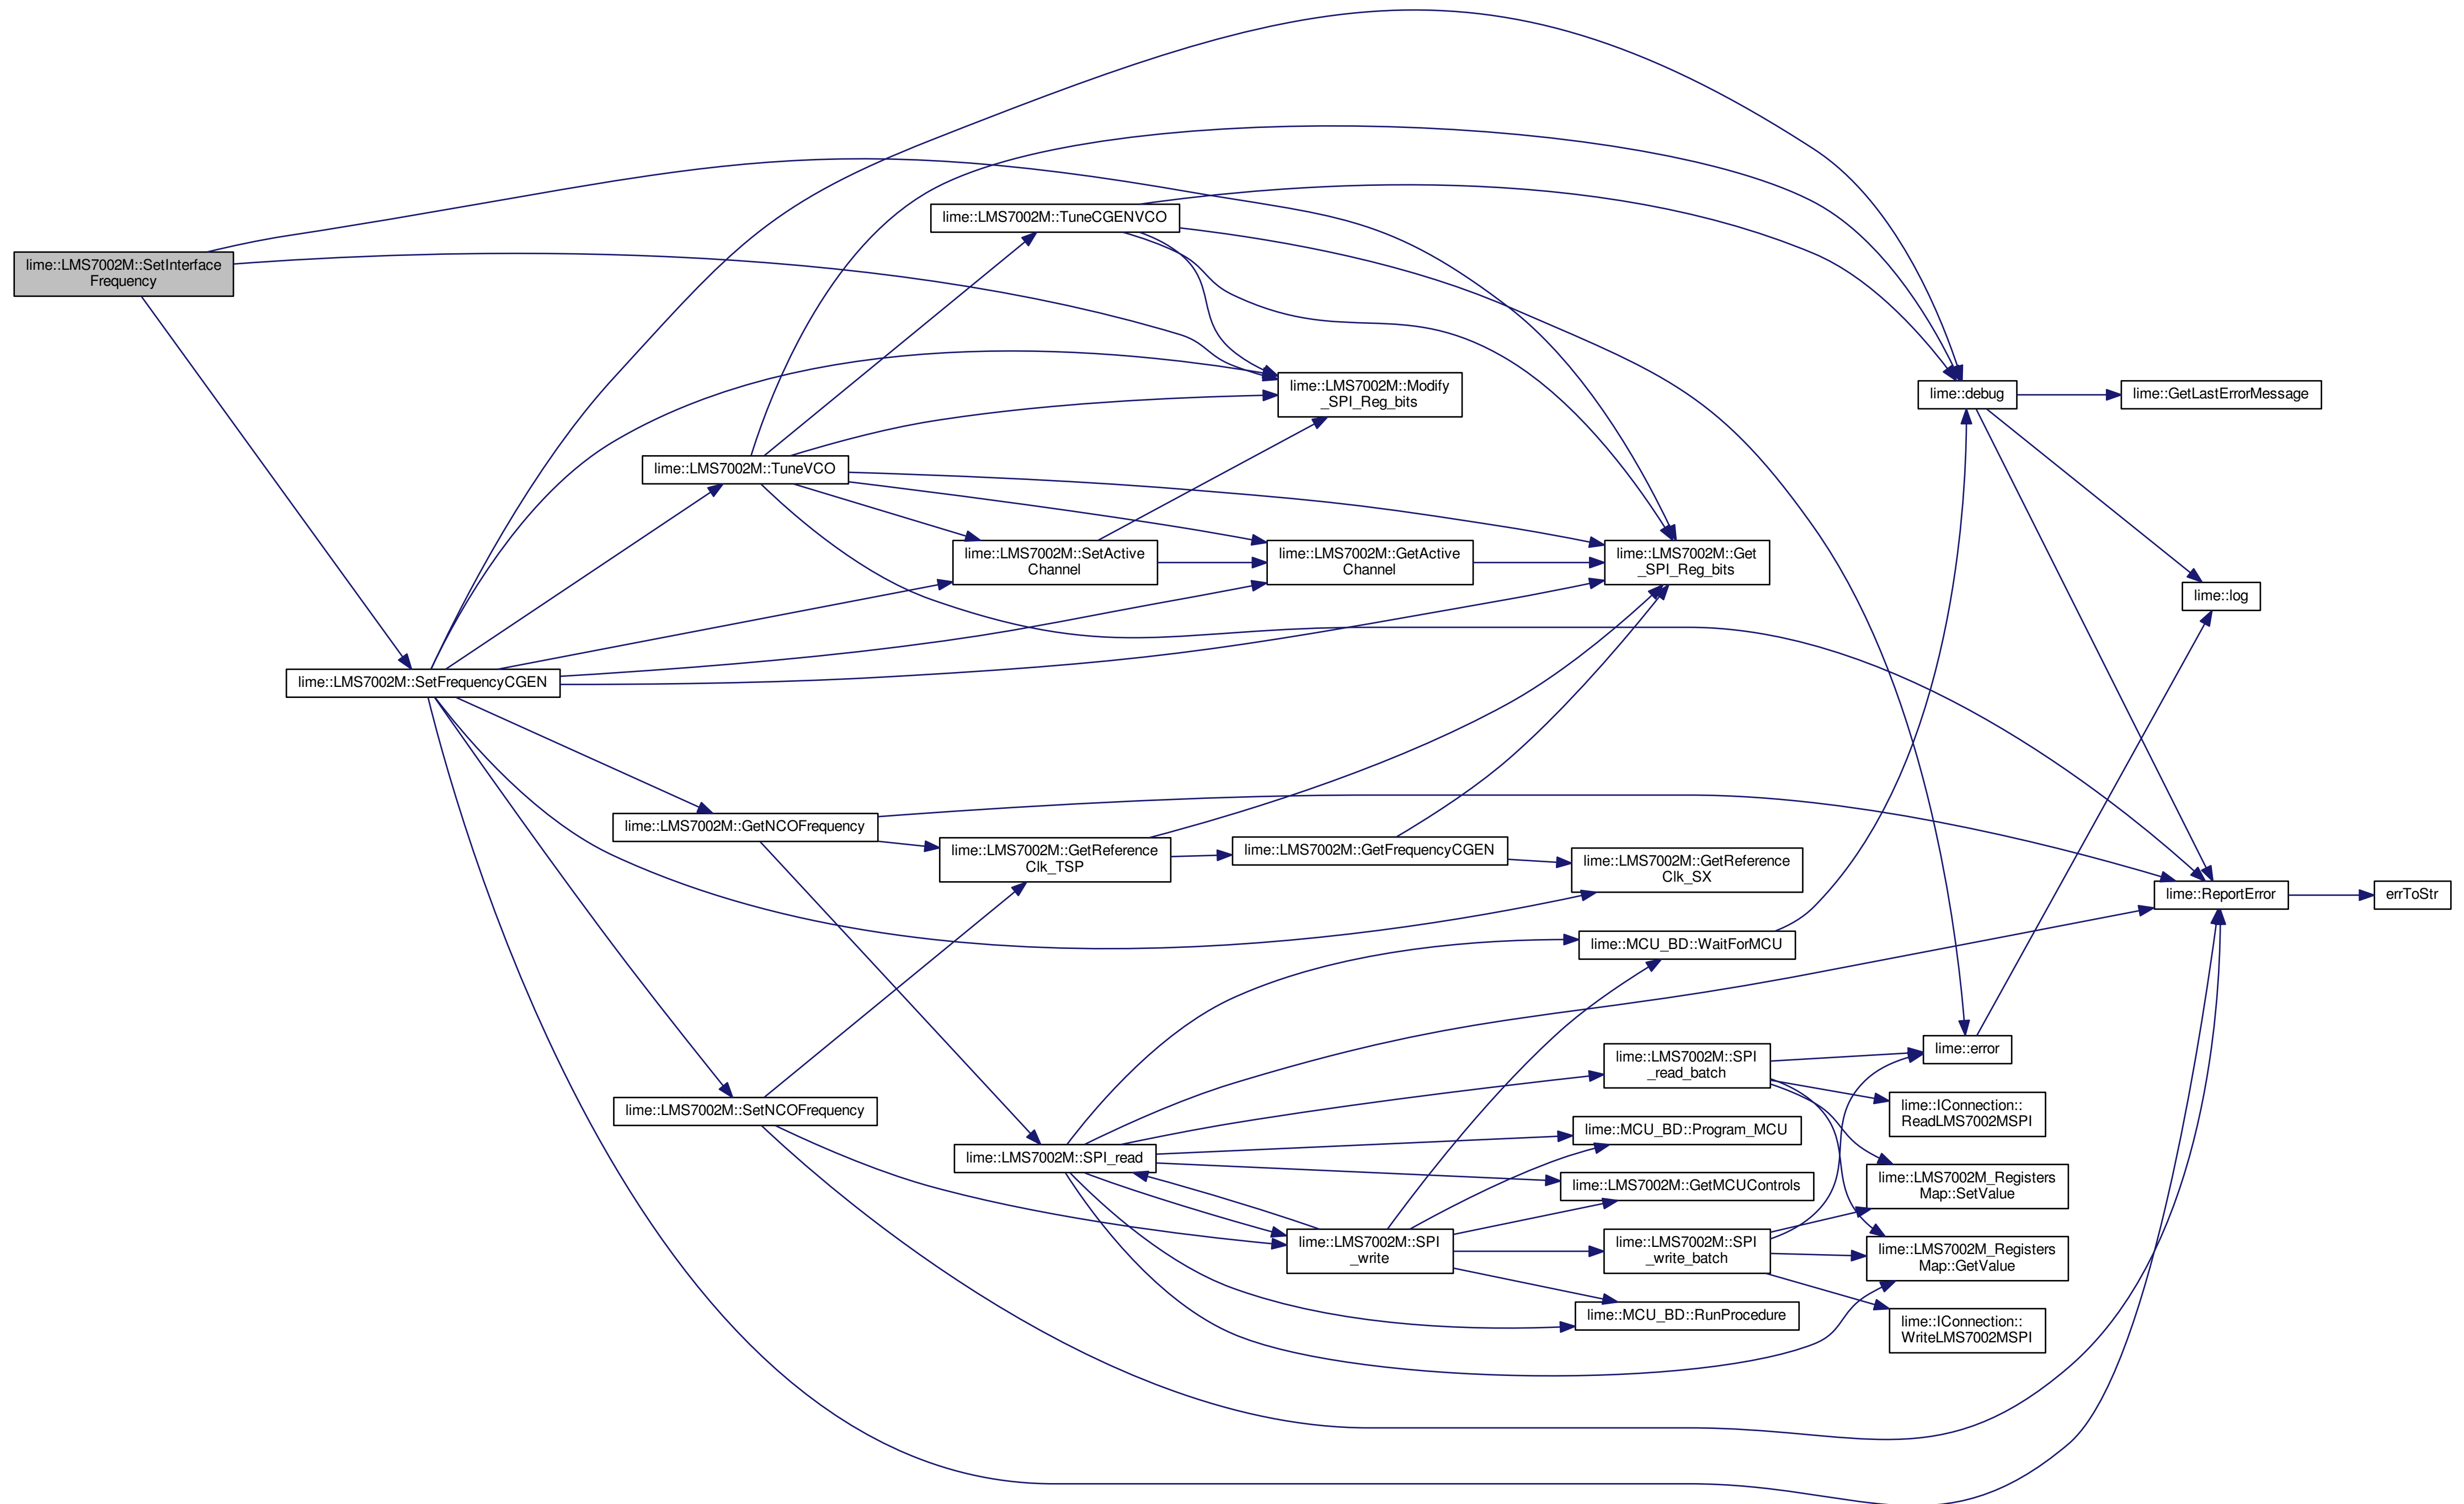 lime::LMS7002M::SetInterface
Frequency
lime::LMS7002M::SetFrequencyCGEN
lime::LMS7002M::TuneVCO
lime::LMS7002M::GetNCOFrequency
lime::LMS7002M::SetNCOFrequency
lime::LMS7002M::TuneCGENVCO
lime::LMS7002M::SetActive
Channel
lime::LMS7002M::GetReference
Clk_TSP
lime::LMS7002M::SPI_read
lime::LMS7002M::Modify
_SPI_Reg_bits
lime::LMS7002M::GetActive
Channel
lime::LMS7002M::GetFrequencyCGEN
lime::LMS7002M::SPI
_write
lime::LMS7002M::Get
_SPI_Reg_bits
lime::LMS7002M::GetReference
Clk_SX
lime::MCU_BD::WaitForMCU
lime::LMS7002M::SPI
_read_batch
lime::MCU_BD::Program_MCU
lime::LMS7002M::GetMCUControls
lime::LMS7002M::SPI
_write_batch
lime::MCU_BD::RunProcedure
lime::debug
lime::error
lime::IConnection::
ReadLMS7002MSPI
lime::LMS7002M_Registers
Map::SetValue
lime::LMS7002M_Registers
Map::GetValue
lime::IConnection::
WriteLMS7002MSPI
lime::GetLastErrorMessage
lime::log
lime::ReportError
errToStr